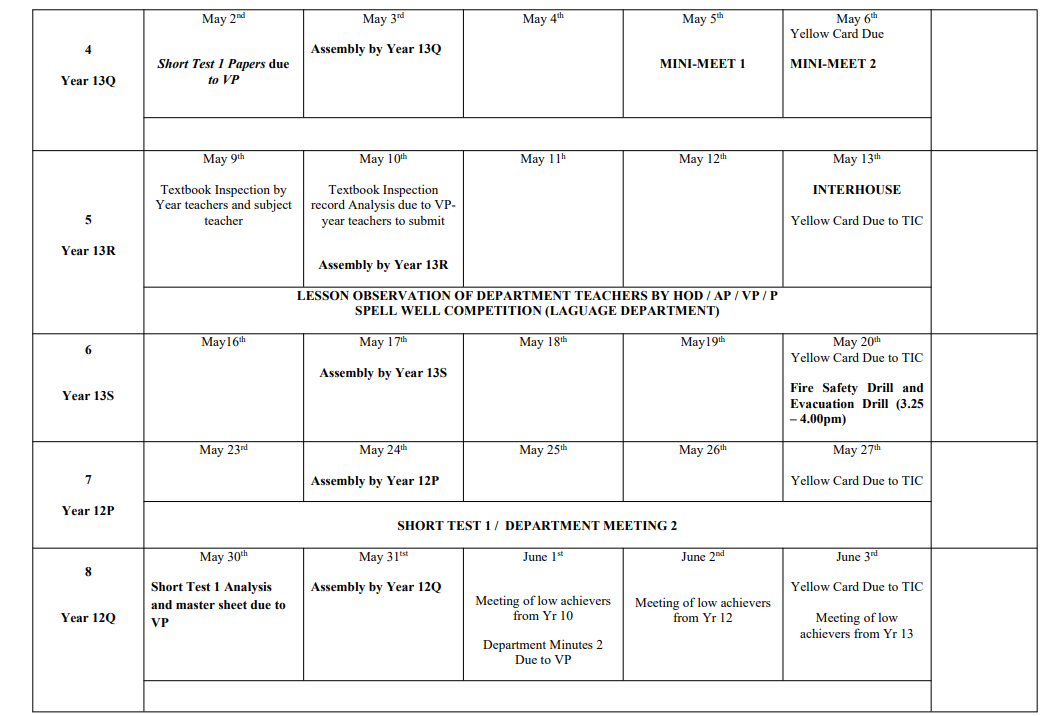 4
Year 13Q
May 2nd
Short Test 1 Papers due
to VP
May 3rd
Assembly by Year 13Q
May 4th
May 5th
MINI-MEET 1
May 6th
Yellow Card Due
MINI-MEET 2
5
Year 13R
May 9th
Textbook Inspection by
Year teachers and subject
teacher
May 10th
Textbook Inspection
record Analysis due to VP-
year teachers to submit
Assembly by Year 13R
May 11h
May 12th
May 13th
INTERHOUSE
Yellow Card Due to TIC
LESSON OBSERVATION OF DEPARTMENT TEACHERS BY HOD / AP / VP / P
SPELL WELL COMPETITION (LAGUAGE DEPARTMENT)
6
Year 13S
May16th
May 17th
Assembly by Year 13S
May 18th
May19th
May 20th
Yellow Card Due to TIC
Fire Safety Drill and
Evacuation Drill (3.25
– 4.00pm)
7
Year 12P
May 23rd
May 24th
Assembly by Year 12P
May 25th
May 26th
May 27th
Yellow Card Due to TIC
SHORT TEST 1 / DEPARTMENT MEETING 2
8
Year 12Q
May 30th
Short Test 1 Analysis
and master sheet due to
VP
May 31tst
Assembly by Year 12Q
June 1st
Meeting of low achievers
from Yr 10
Department Minutes 2
Due to VP
June 2nd
Meeting of low achievers
from Yr 12
June 3rd
Yellow Card Due to TIC
Meeting of low
achievers from Yr 13